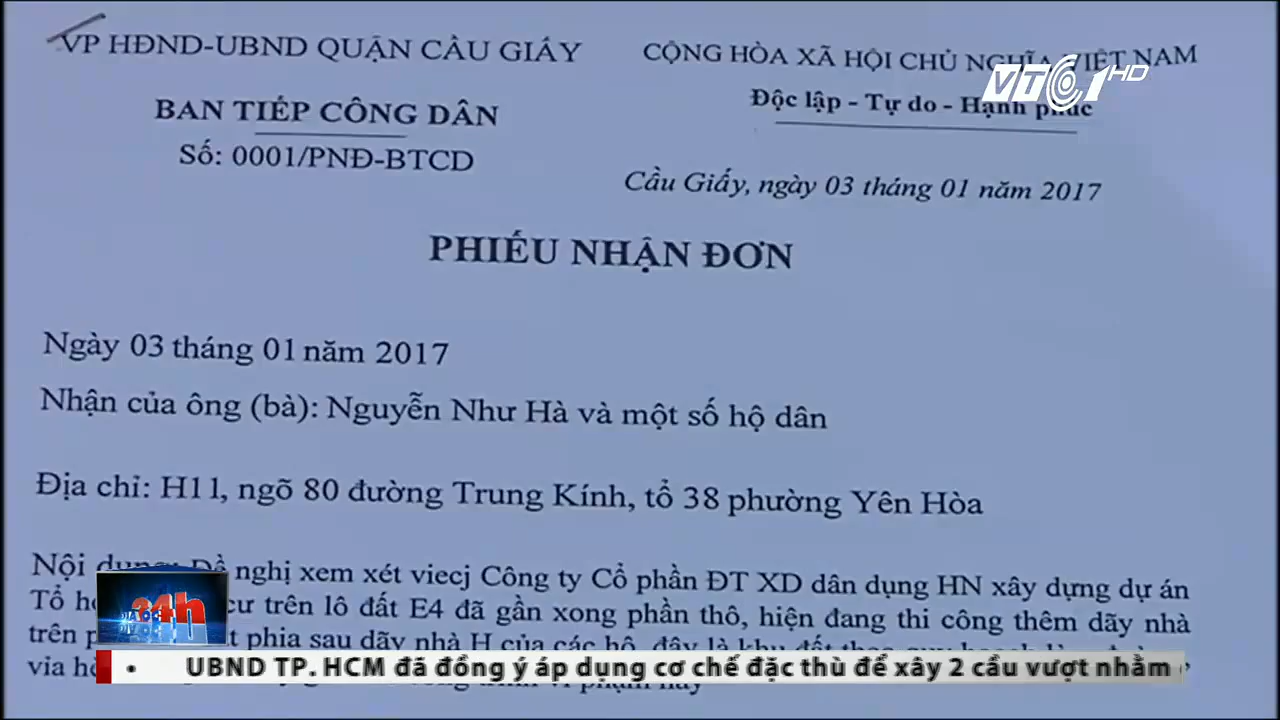 VP HĐND-UBND QUẬN CẦU GIẤY
CỘNG HÒA XÃ HỘI CHỦ NGHĨA VIỆT NAM
VTC1 HD
BAN TIẾP CÔNG DÂN
Độc lập - Tự do - Hạnh phúc
Số: 0001/PNĐ-BTCD
Cầu Giấy, ngày 03 tháng 01 năm 2017
PHIẾU NHẬN ĐƠN
Ngày 03 tháng 01 năm 2017
Nhận của ông (bà): Nguyễn Như Hà và một số hộ dân
Địa chỉ: H11, ngõ 80 đường Trung Kính, tổ 38 phường Yên Hòa
Nội dung: Đề nghị xem xét viecj Công ty Cổ phần ĐT XD dân dụng HN xây dựng dự án
Tổ cư trên lô đất E4 đã gần xong phần thô, hiện đang thi công thêm dãy nhà
trên phía sau dãy nhà H của các hộ, đây là khu đất
24h
UBND TP. HCM đã đồng ý áp dụng cơ chế đặc thù để xây 2 cầu vượt nhằm